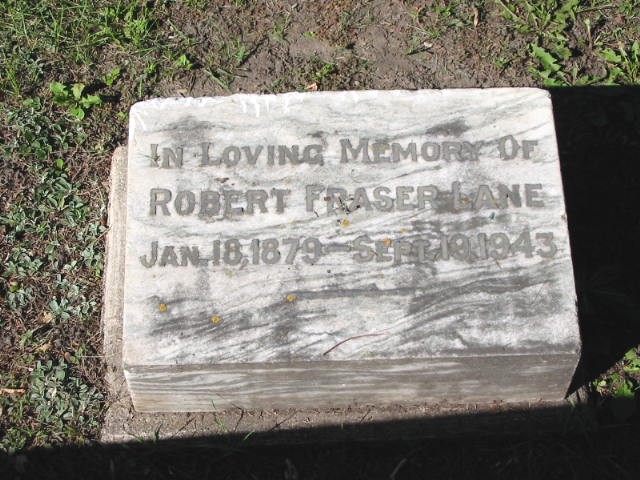 In Loving Memory Of
Robert Fraser Lane
Jan. 18, 1879 — Sept. 19, 1943